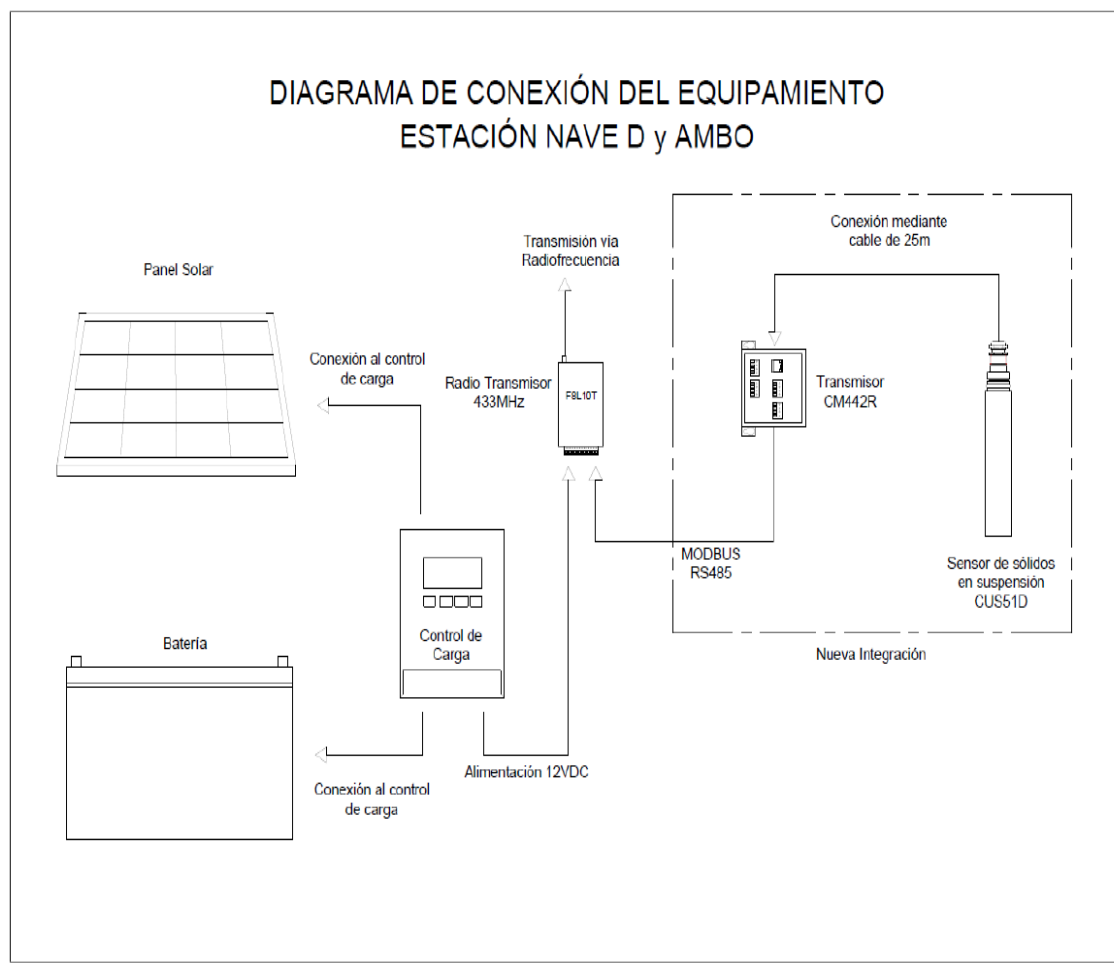 DIAGRAMA DE CONEXIÓN DEL EQUIPAMIENTO
ESTACIÓN NAVE D y AMBO
Conexión mediante
cable de 25m
Transmisión vía
Radiofrecuencia
Panel Solar
Conexión al control
de carga
Radio Transmisor
433MHz
F8L10T
Transmisor
CM442R
MODBUS
RS485
Sensor de sólidos
en suspensión
CUS51D
Control de
Carga
Batería
Nueva Integración
Alimentación 12VDC
Conexión al control
de carga